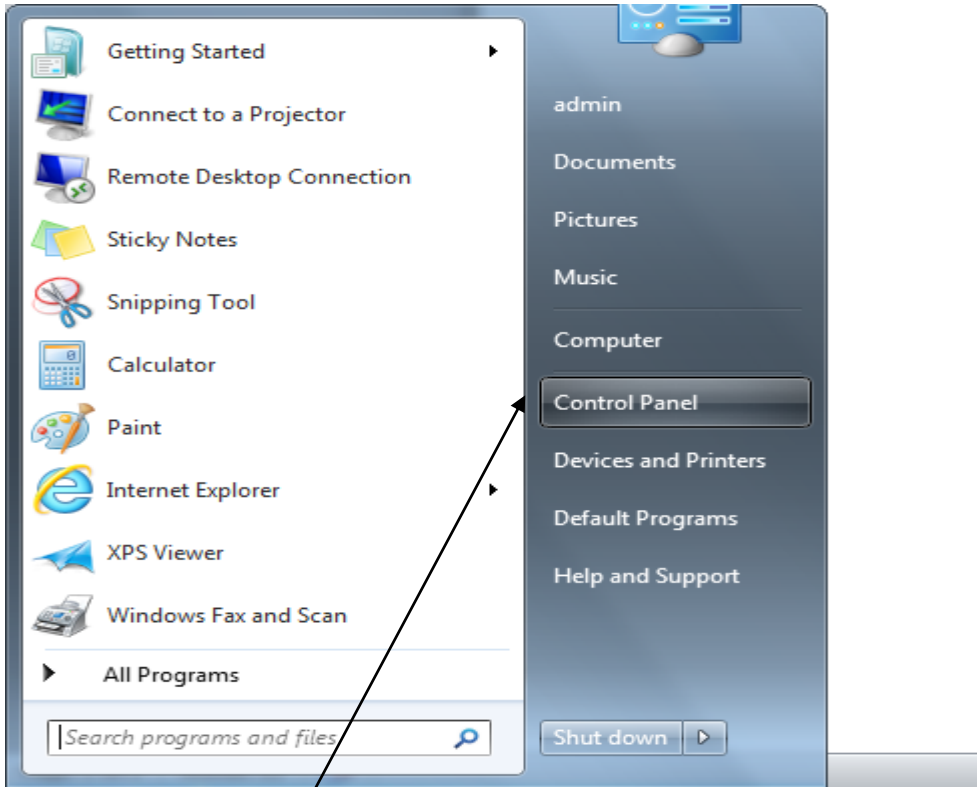 Getting Started
Connect to a Projector
Remote Desktop Connection
Sticky Notes
Snipping Tool
Calculator
Paint
Internet Explorer
XPS Viewer
Windows Fax and Scan
All Programs
Search programs and files
admin
Documents
Pictures
Music
Computer
Control Panel
Devices and Printers
Default Programs
Help and Support
Shut down